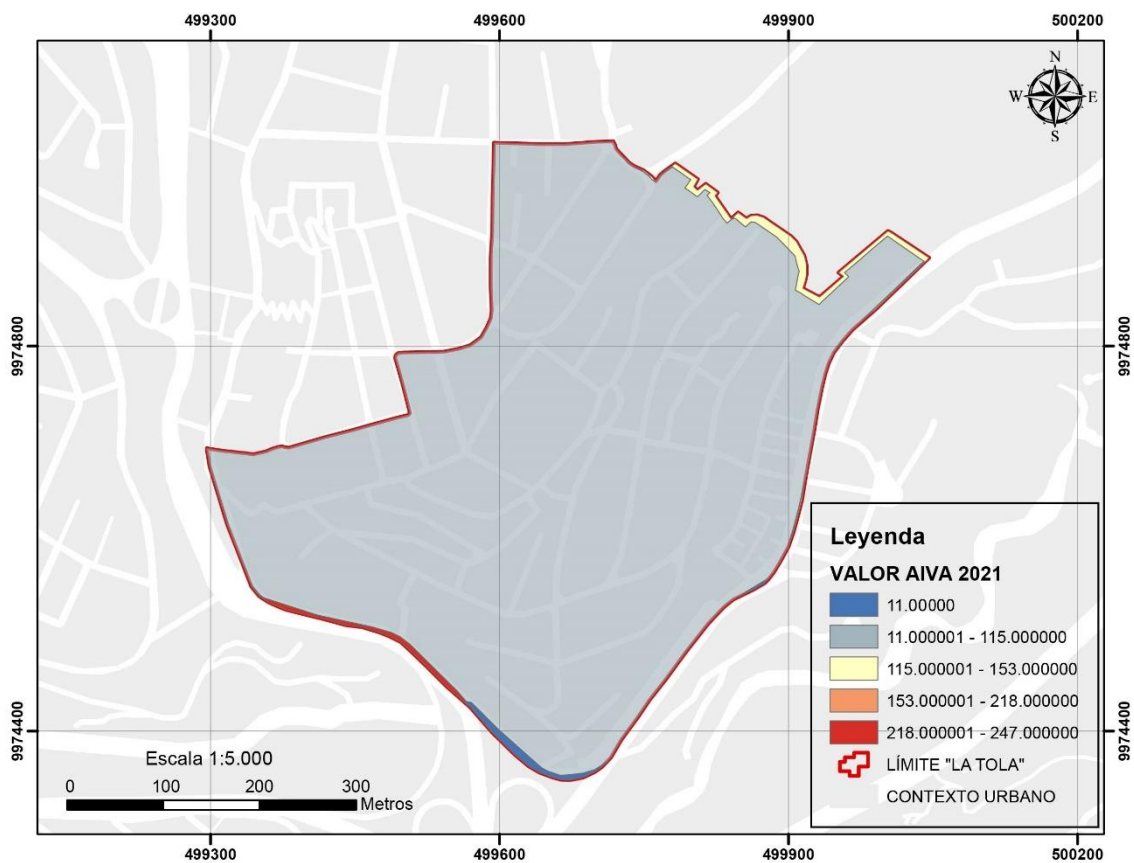 499300 499600 499900 500200
N
W E
S
9974800 9974800
Leyenda
VALOR AIVA 2021
11.00000
11.000001 - 115.000000
115.000001 - 153.000000
153.000001 - 218.000000
218.000001 - 247.000000
LÍMITE "LA TOLA"
CONTEXTO URBANO
9974400 9974400
Escala 1:5.000
0 100 200 300
Metros
499300 499600 499900 500200